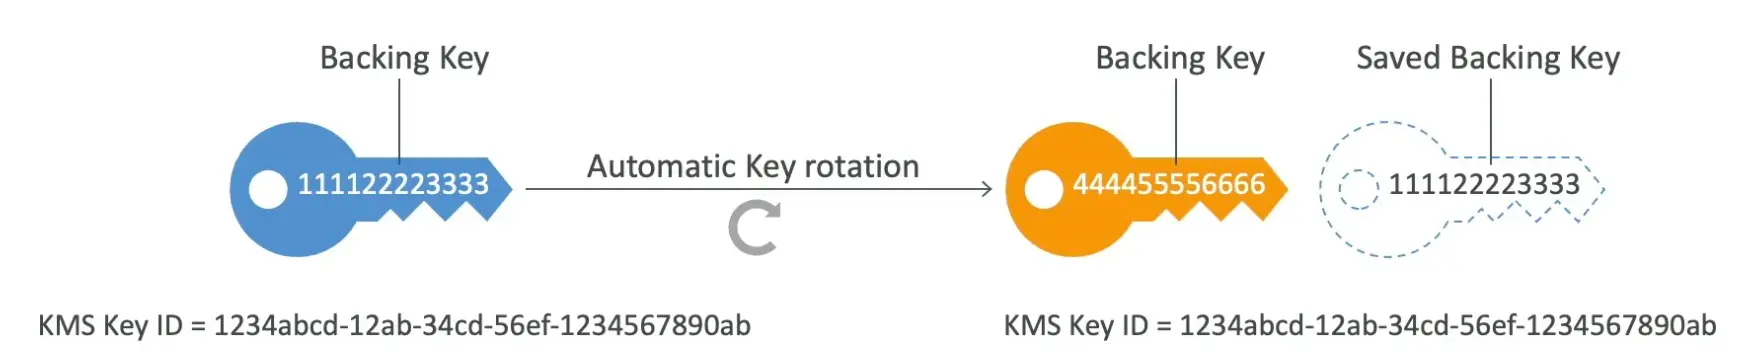 Backing Key
Backing Key
Saved Backing Key
111122223333
Automatic Key rotation
444455556666
111122223333
KMS Key ID = 1234abcd-12ab-34cd-56ef-1234567890ab
KMS Key ID = 1234abcd-12ab-34cd-56ef-1234567890ab